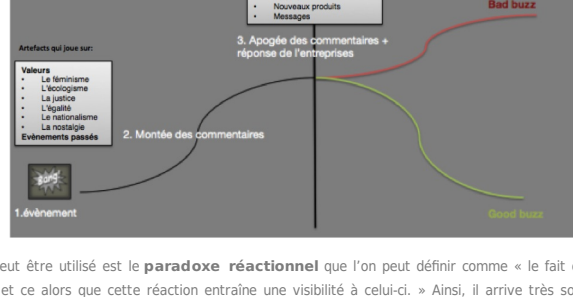 • Nouveaux produits
• Messages
Bad buzz
3. Apogée des commentaires +
réponse de l'entreprises
Artefacts qui joue sur:
Valeurs
• Le féminisme
• L'écologisme
• La justice
• L'égalité
• Le nationalisme
• La nostalgie
Evènements passés
2. Montée des commentaires
BANG!
1.évènement
Good buzz
eut être utilisé est le paradoxe réactionnel que l'on peut définir comme « le fait
et ce alors que cette réaction entraîne une visibilité à celui-ci. » Ainsi, il arrive très